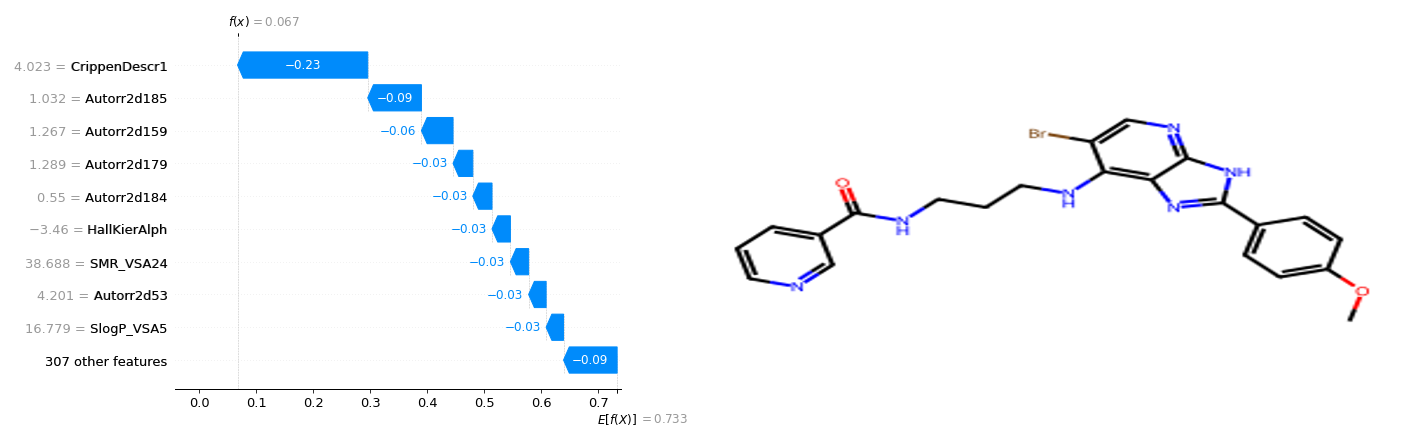 f(x) = 0.067
4.023 = CrippenDescr1
−0.23
1.032 = Autorr2d185
−0.09
1.267 = Autorr2d159
−0.06
1.289 = Autorr2d179
−0.03
0.55 = Autorr2d184
−0.03
−3.46 = HallKierAlph
−0.03
38.688 = SMR_VSA24
−0.03
4.201 = Autorr2d53
−0.03
16.779 = SlogP_VSA5
−0.03
307 other features
−0.09
0.0 0.1 0.2 0.3 0.4 0.5 0.6 0.7
E[f(X)] = 0.733
Br
N
NH
O
N
H
N
H
N
N
O